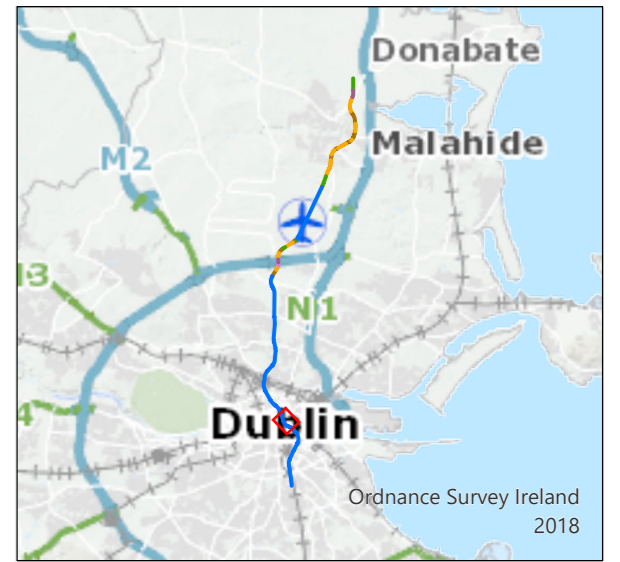 Donabate
Malahide
M2
N1
Dublin
Ordnance Survey Ireland
2018